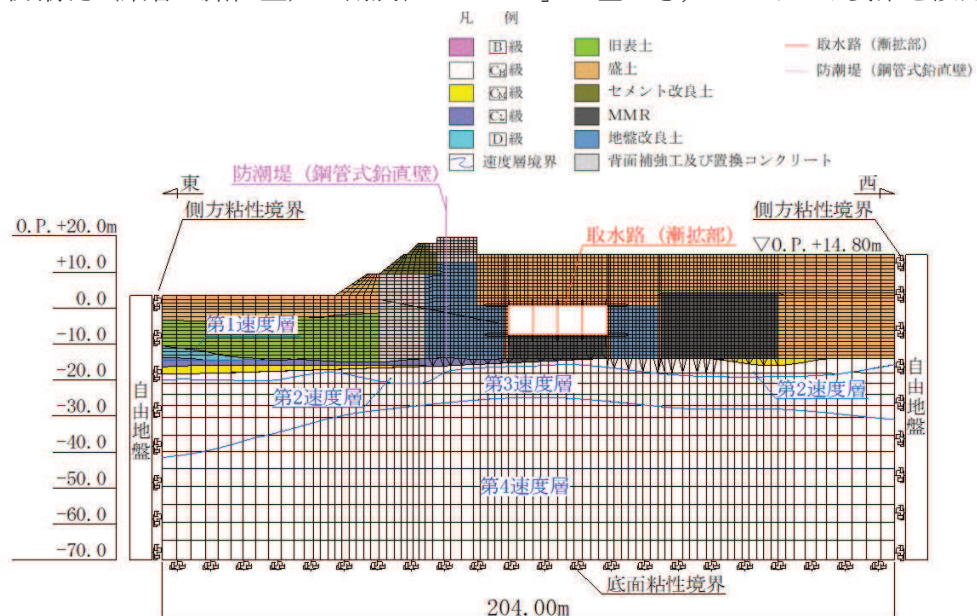 凡 例
B級
CH級
CM級
CL級
D級
速度層境界
旧表土
盛土
セメント改良土
MMR
地盤改良土
背面補強工及び置換コンクリート
取水路（漸拡部）
防潮堤（鋼管式鉛直壁）
防潮堤（鋼管式鉛直壁）
東
西
側方粘性境界
側方粘性境界
取水路（漸拡部）
▽O.P.+14.80m
O.P.+20.0m
+10.0
0.0
-10.0
-20.0
-30.0
-40.0
-50.0
-60.0
-70.0
第1速度層
第2速度層
第3速度層
第2速度層
第4速度層
自由地盤
自由地盤
底面粘性境界
204.00m